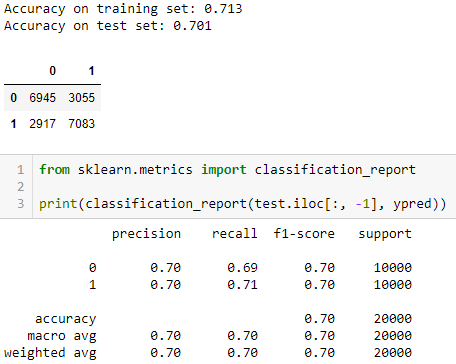 Accuracy on training set: 0.713
Accuracy on test set: 0.701
0 1
0 6945 3055
1 2917 7083
1 from sklearn.metrics import classification_report
2
3 print(classification_report(test.iloc[:, -1], ypred))
precision recall f1-score support
0 0.70 0.69 0.70 10000
1 0.70 0.71 0.70 10000
accuracy 0.70 20000
macro avg 0.70 0.70 0.70 20000
weighted avg 0.70 0.70 0.70 20000